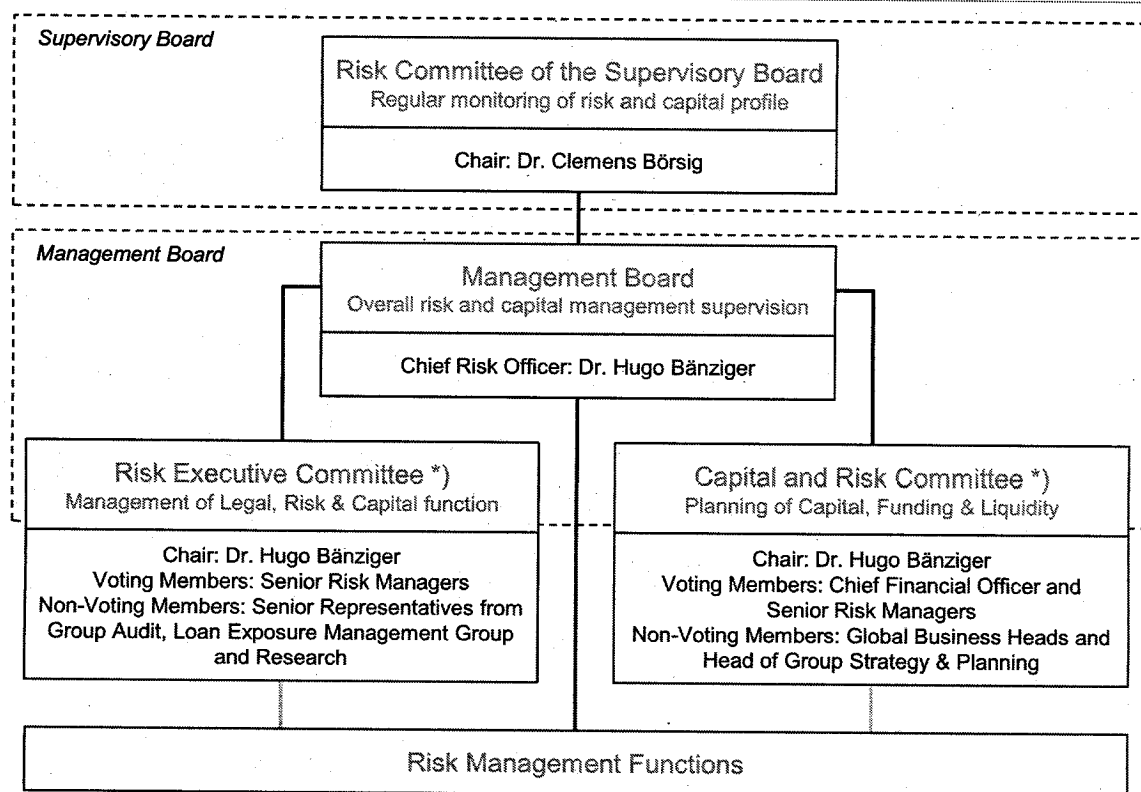 Supervisory Board
Risk Committee of the Supervisory Board
Regular monitoring of risk and capital profile
Chair: Dr. Clemens Börsig
Management Board
Management Board
Overall risk and capital management supervision
Chief Risk Officer: Dr. Hugo Bänziger
Risk Executive Committee *)
Management of Legal, Risk & Capital function
Chair: Dr. Hugo Bänziger
Voting Members: Senior Risk Managers
Non-Voting Members: Senior Representatives from
Group Audit, Loan Exposure Management Group
and Research
Capital and Risk Committee *)
Planning of Capital, Funding & Liquidity
Chair: Dr. Hugo Bänziger
Voting Members: Chief Financial Officer and
Senior Risk Managers
Non-Voting Members: Global Business Heads and
Head of Group Strategy & Planning
Risk Management Functions